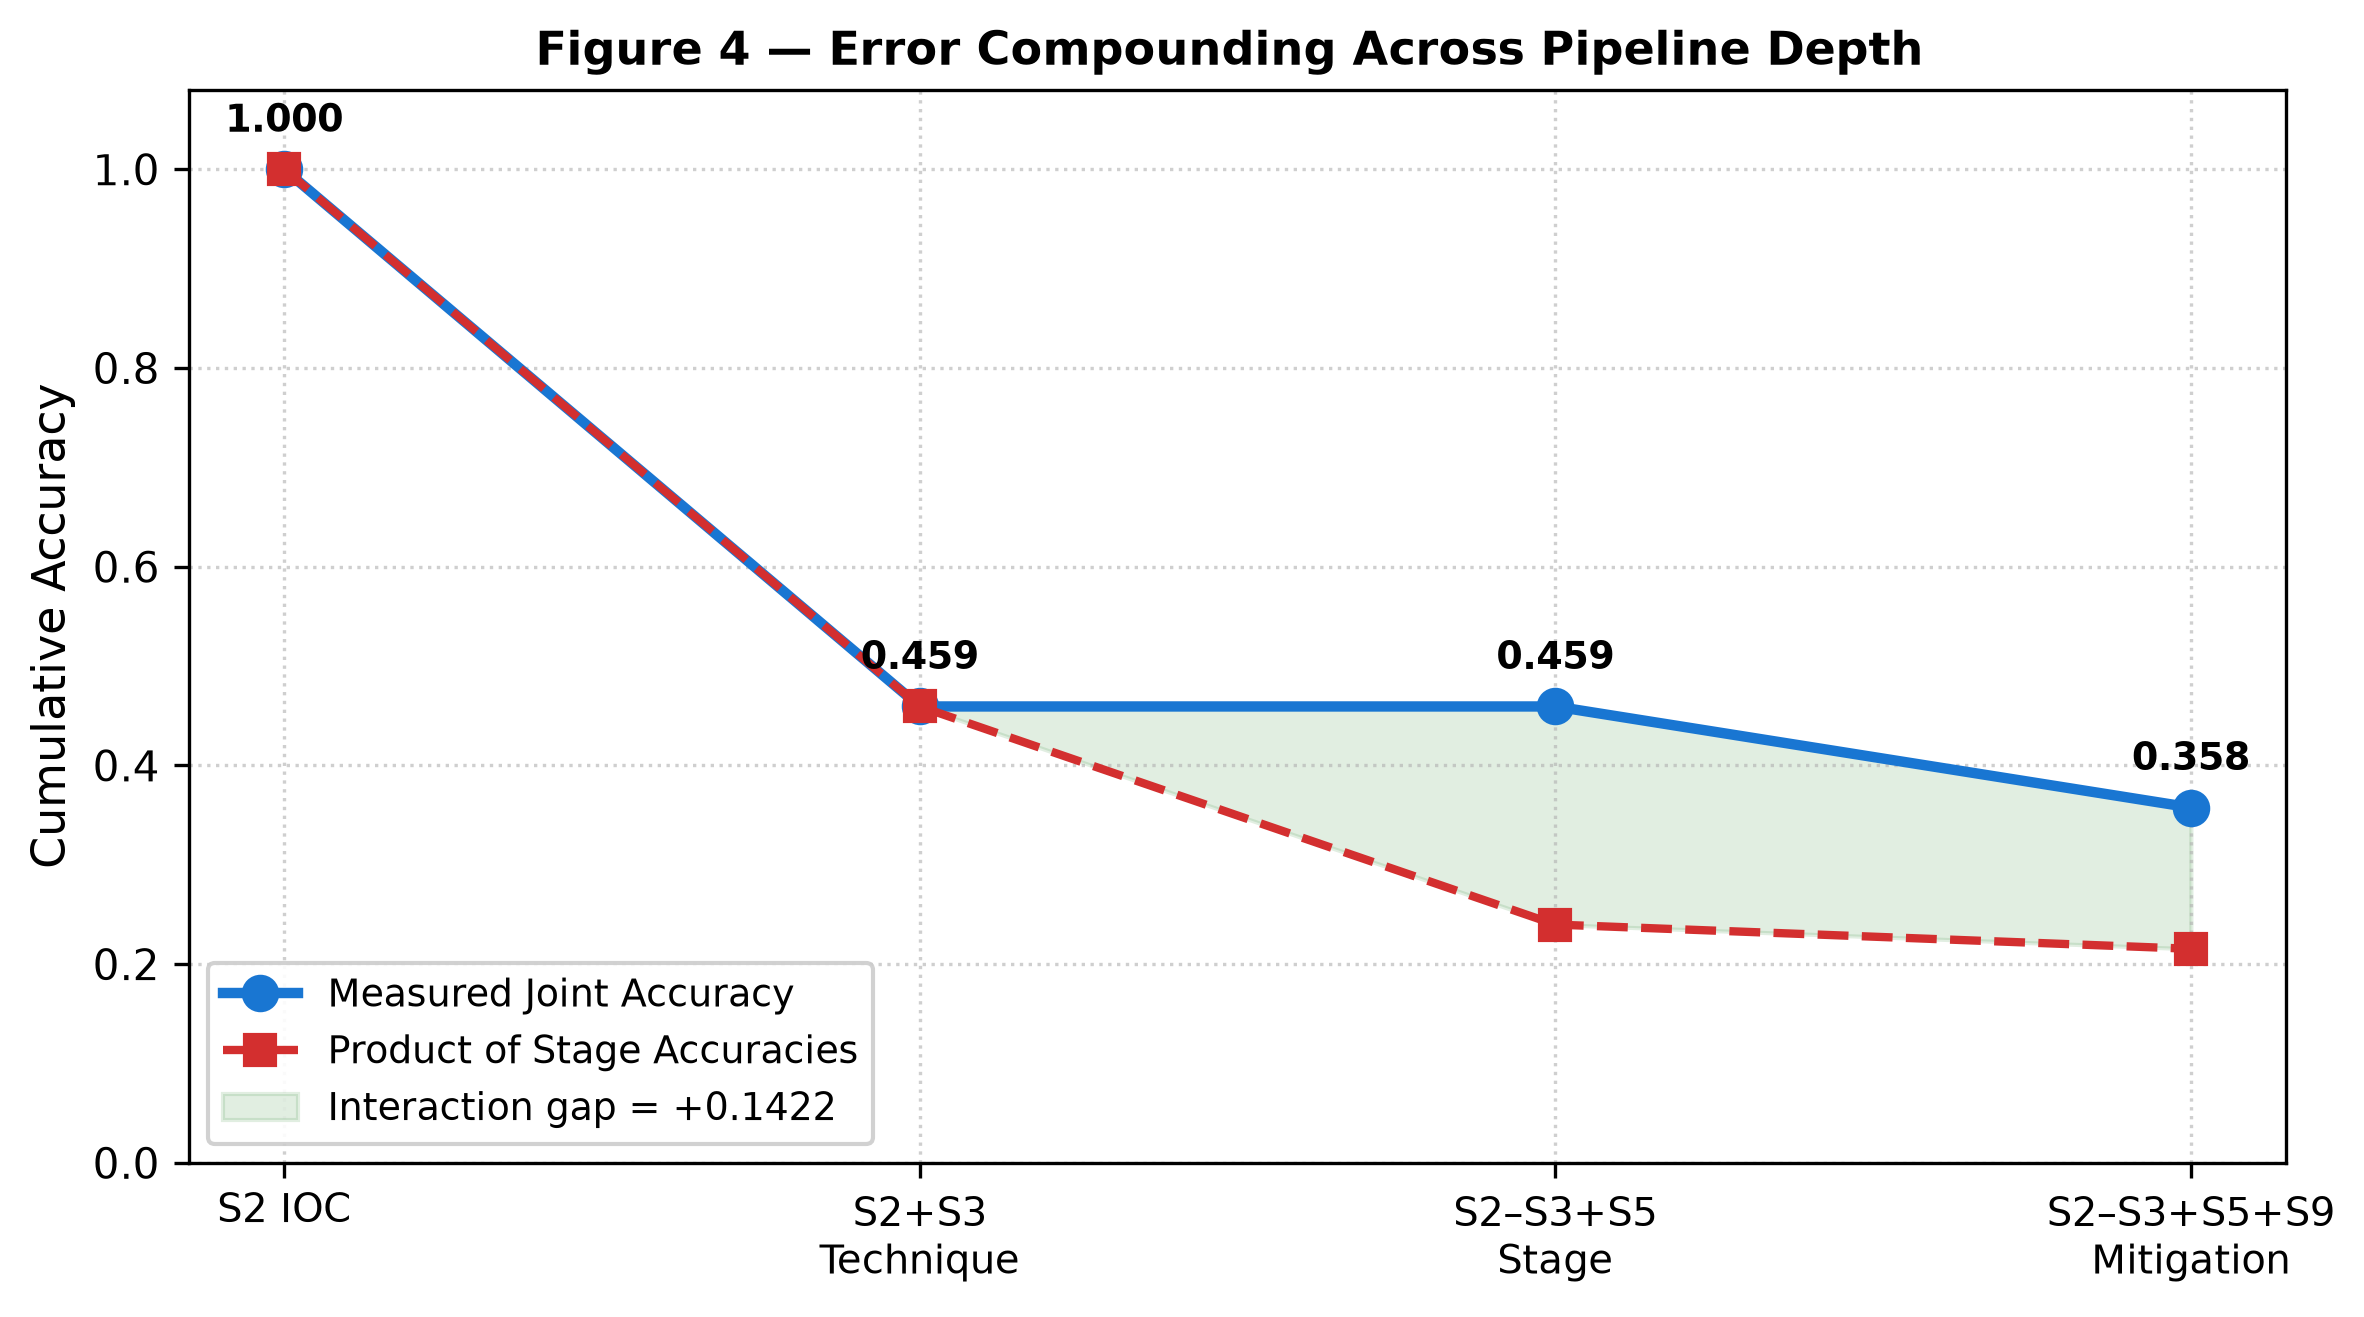 Figure 4 — Error Compounding Across Pipeline Depth
Cumulative Accuracy
1.0
0.8
0.6
0.4
0.2
0.0
1.000
0.459
0.459
0.358
Measured Joint Accuracy
Product of Stage Accuracies
Interaction gap = +0.1422
S2 IOC
S2+S3
Technique
S2–S3+S5
Stage
S2–S3+S5+S9
Mitigation